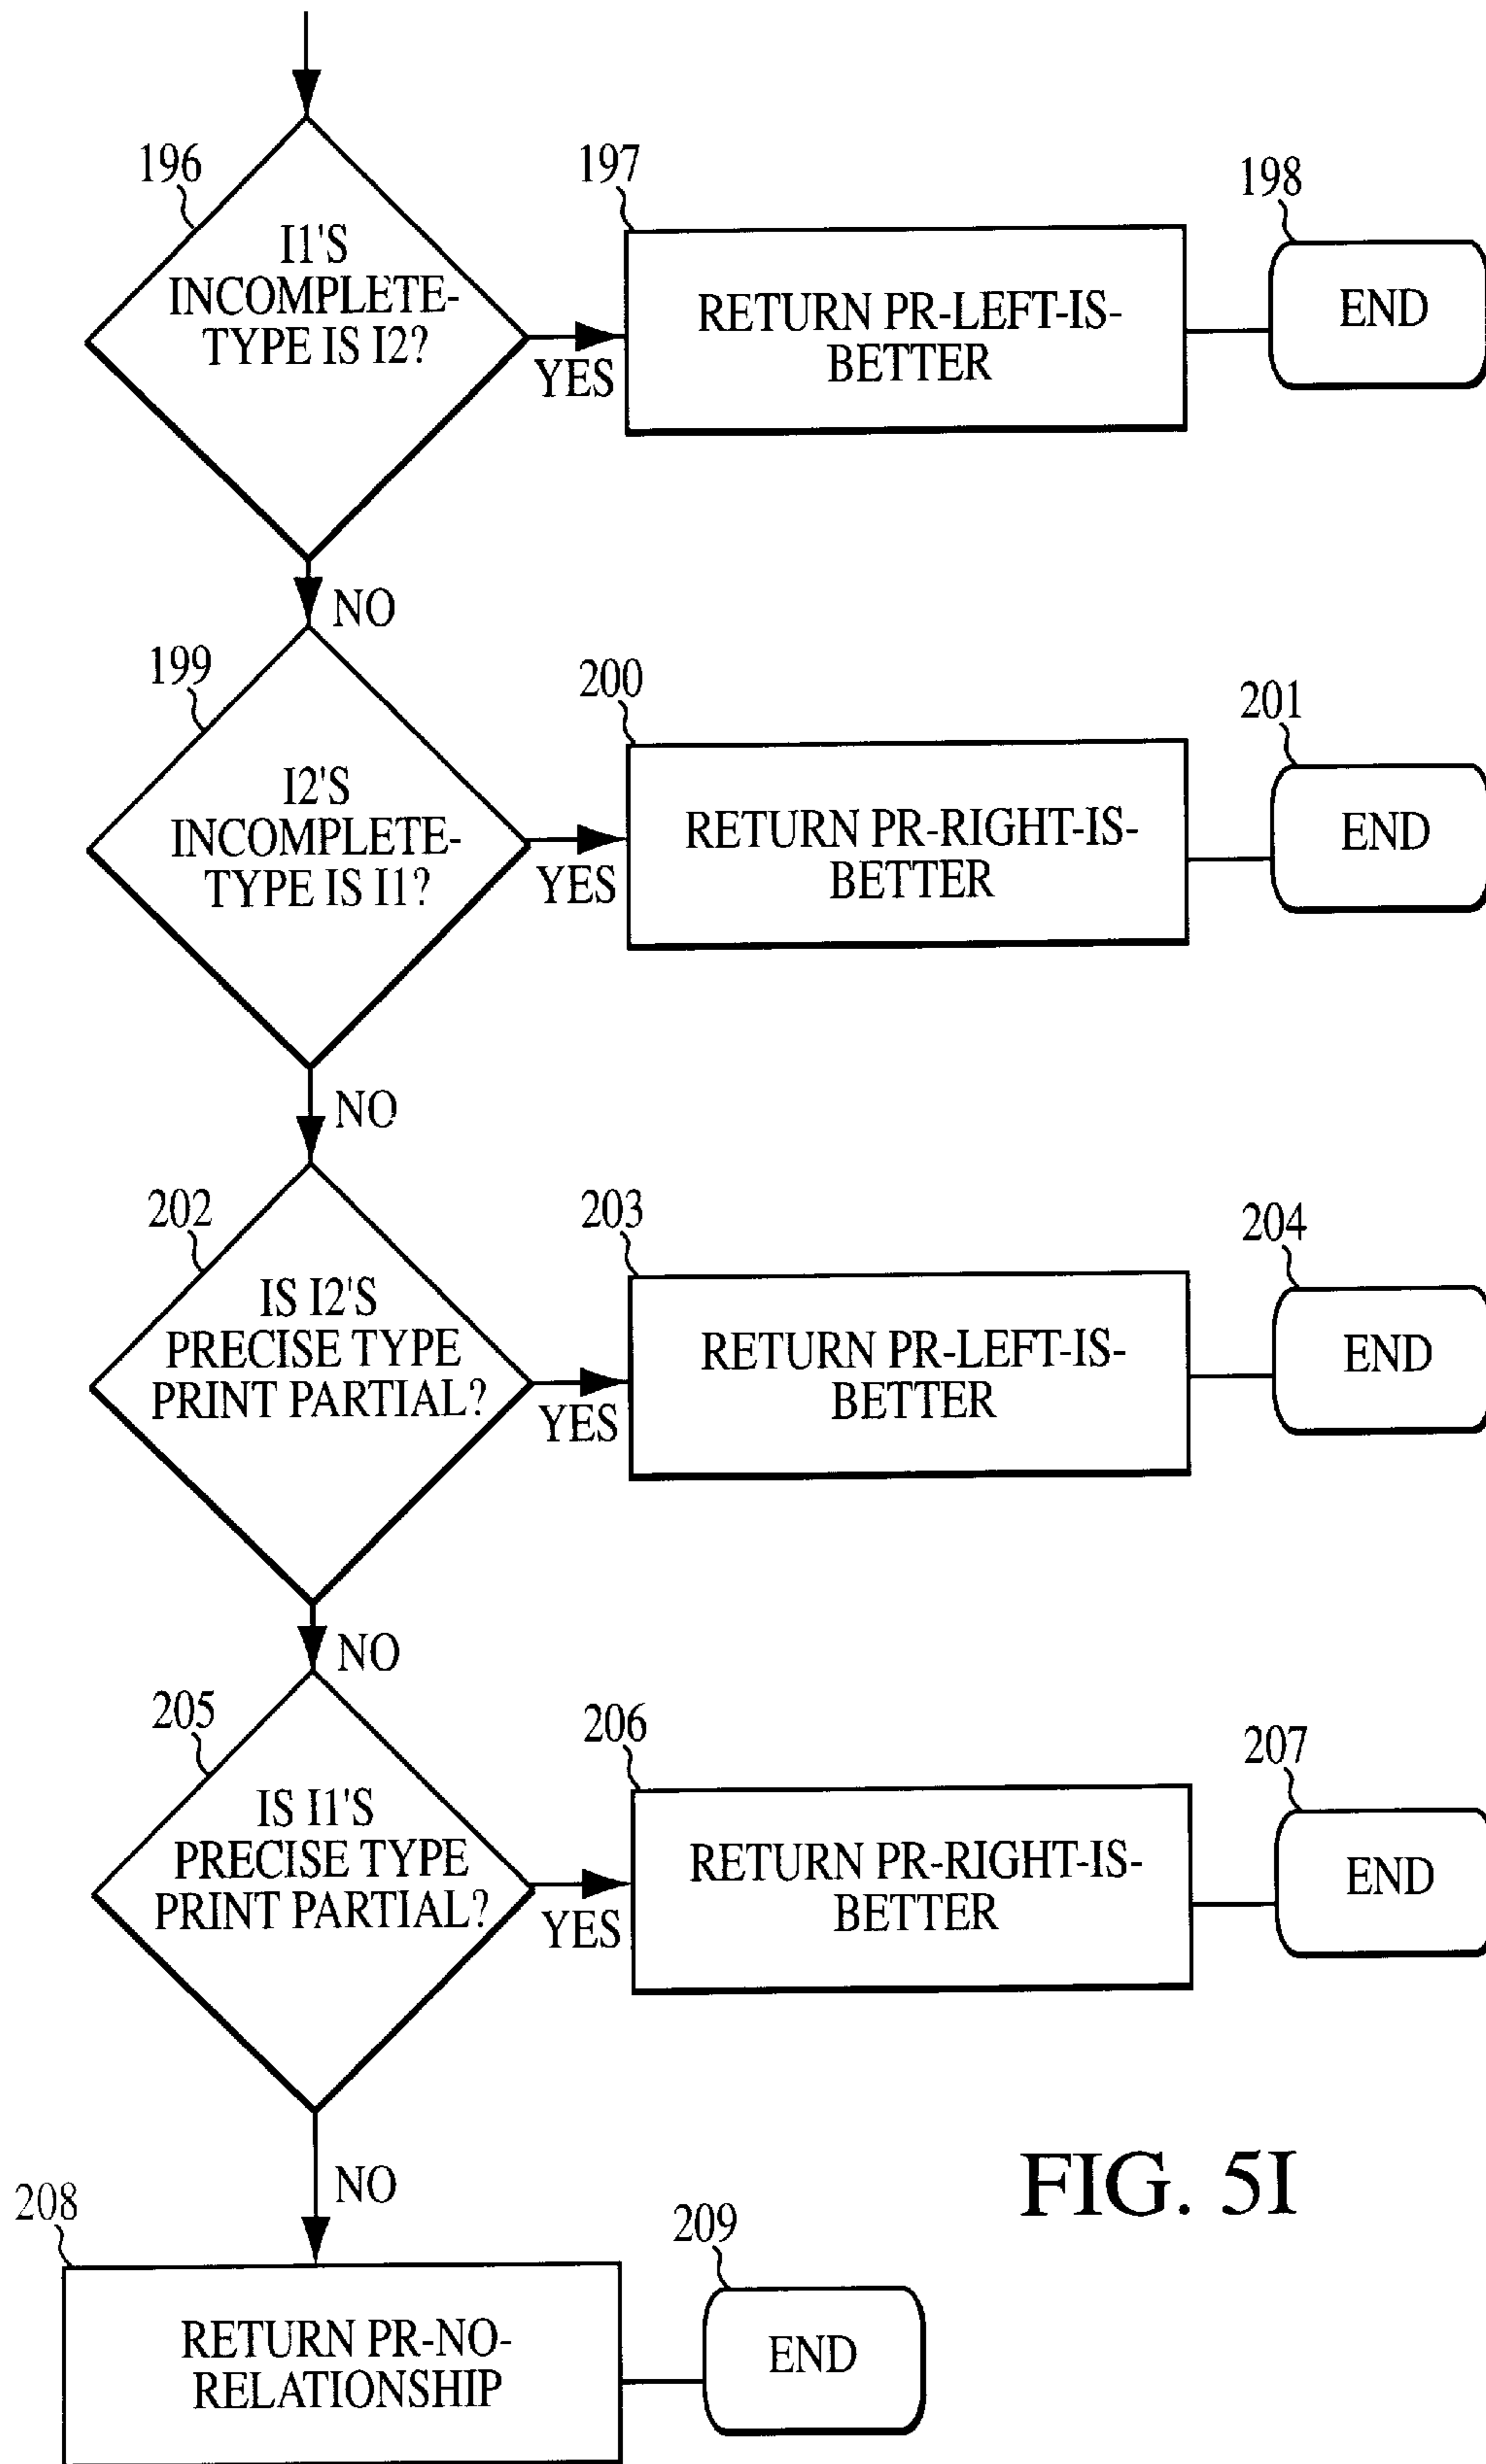 196
197
198
I1'S
INCOMPLETE-
TYPE IS I2?
RETURN PR-LEFT-IS-
BETTER
END
YES
NO
199
200
201
I2'S
INCOMPLETE-
TYPE IS I1?
RETURN PR-RIGHT-IS-
BETTER
END
YES
NO
202
203
204
IS I2'S
PRECISE TYPE
PRINT PARTIAL?
RETURN PR-LEFT-IS-
BETTER
END
YES
NO
205
206
207
IS I1'S
PRECISE TYPE
PRINT PARTIAL?
RETURN PR-RIGHT-IS-
BETTER
END
YES
NO
FIG. 5I
208
209
RETURN PR-NO-
RELATIONSHIP
END